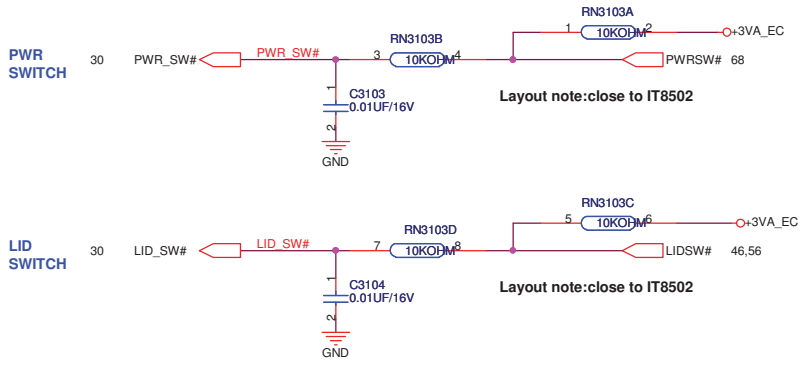 RN3103A
1 10KOHM 2 +3VA_EC
RN3103B
PWR
SWITCH
30 PWR_SW# PWR_SW# 3 10KOHM 4 PWRSW# 68
1
C3103
0.01UF/16V
2
GND
Layout note:close to IT8502
RN3103C
5 10KOHM 6 +3VA_EC
RN3103D
LID
SWITCH
30 LID_SW# LID_SW# 7 10KOHM 8 LIDSW# 46,56
1
C3104
0.01UF/16V
2
GND
Layout note:close to IT8502